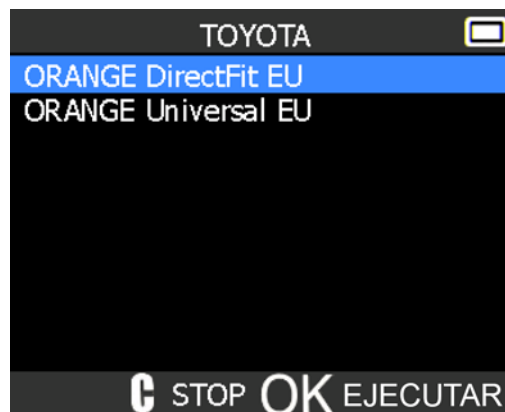 TOYOTA
ORANGE DirectFit EU
ORANGE Universal EU
C STOP OK EJECUTAR